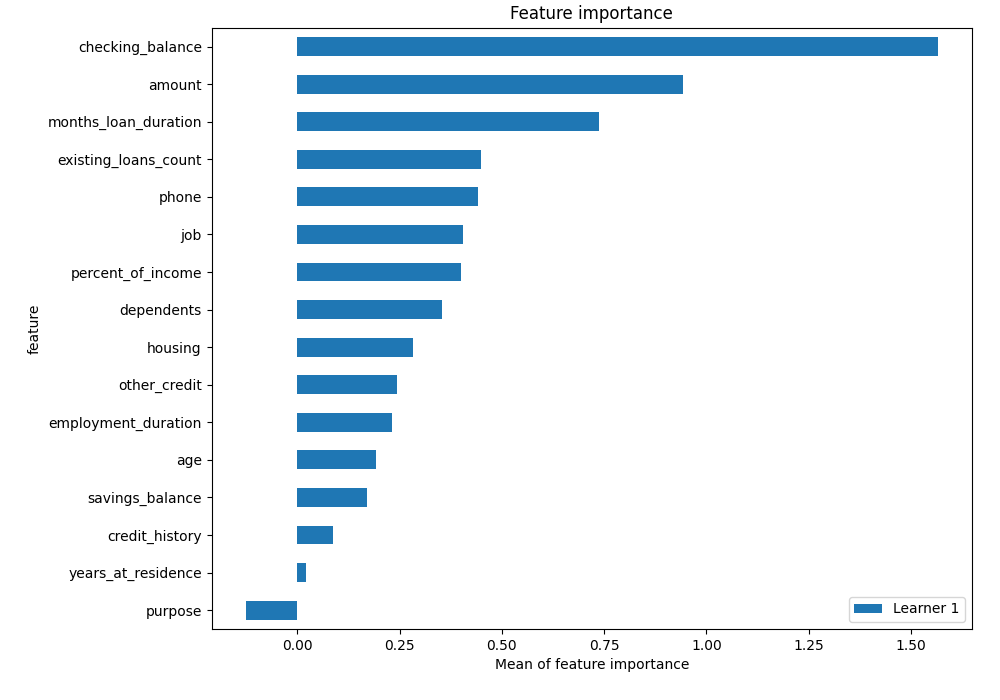 Feature importance
checking_balance
amount
months_loan_duration
existing_loans_count
phone
job
percent_of_income
dependents
housing
other_credit
employment_duration
age
savings_balance
credit_history
years_at_residence
purpose
feature
Learner 1
0.00 0.25 0.50 0.75 1.00 1.25 1.50
Mean of feature importance